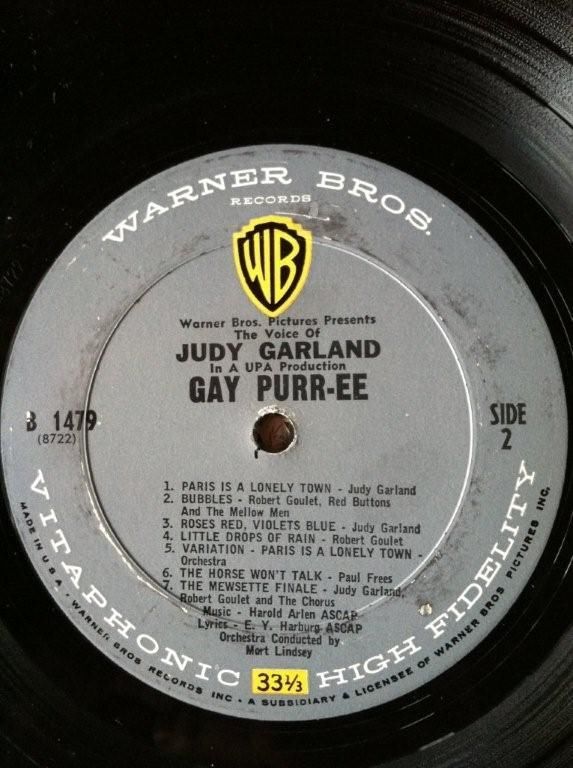 WARNER BROS.
RECORDS
WB
Warner Bros. Pictures Presents
The Voice Of
JUDY GARLAND
In A UPA Production
GAY PURR-EE
B 1479
(8722)
SIDE
2
1. PARIS IS A LONELY TOWN - Judy Garland
2. BUBBLES - Robert Goulet, Red Buttons
And The Mellow Men
3. ROSES RED, VIOLETS BLUE - Judy Garland
4. LITTLE DROPS OF RAIN - Robert Goulet
5. VARIATION - PARIS IS A LONELY TOWN -
Orchestra
6. THE HORSE WON'T TALK - Paul Frees
7. THE MEWSETTE FINALE - Judy Garland,
Robert Goulet and The Chorus
Music - Harold Arlen ASCAP
Lyrics - E. Y. Harburg ASCAP
Orchestra Conducted by
Mort Lindsey
VITAPHONIC HIGH FIDELITY
33 1/3
MADE IN U.S.A. • WARNER BROS RECORDS INC • A SUBSIDIARY & LICENSEE OF WARNER BROS PICTURES INC.